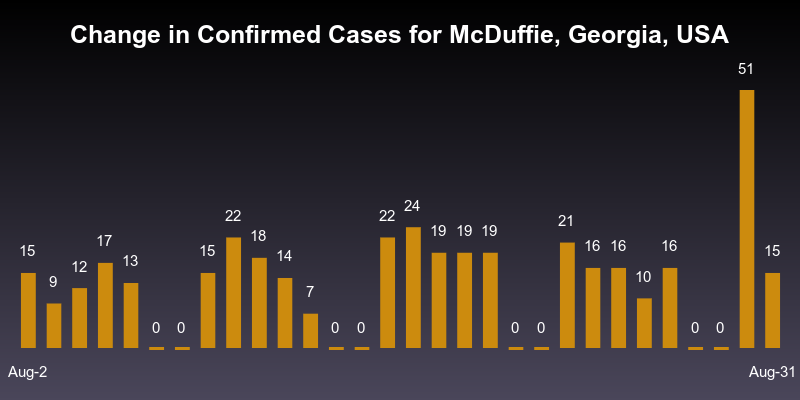 Change in Confirmed Cases for McDuffie, Georgia, USA
15 9 12 17 13 0 0 15 22 18 14 7 0 0 22 24 19 19 19 0 0 21 16 16 10 16 0 0 51 15
Aug-2 Aug-31